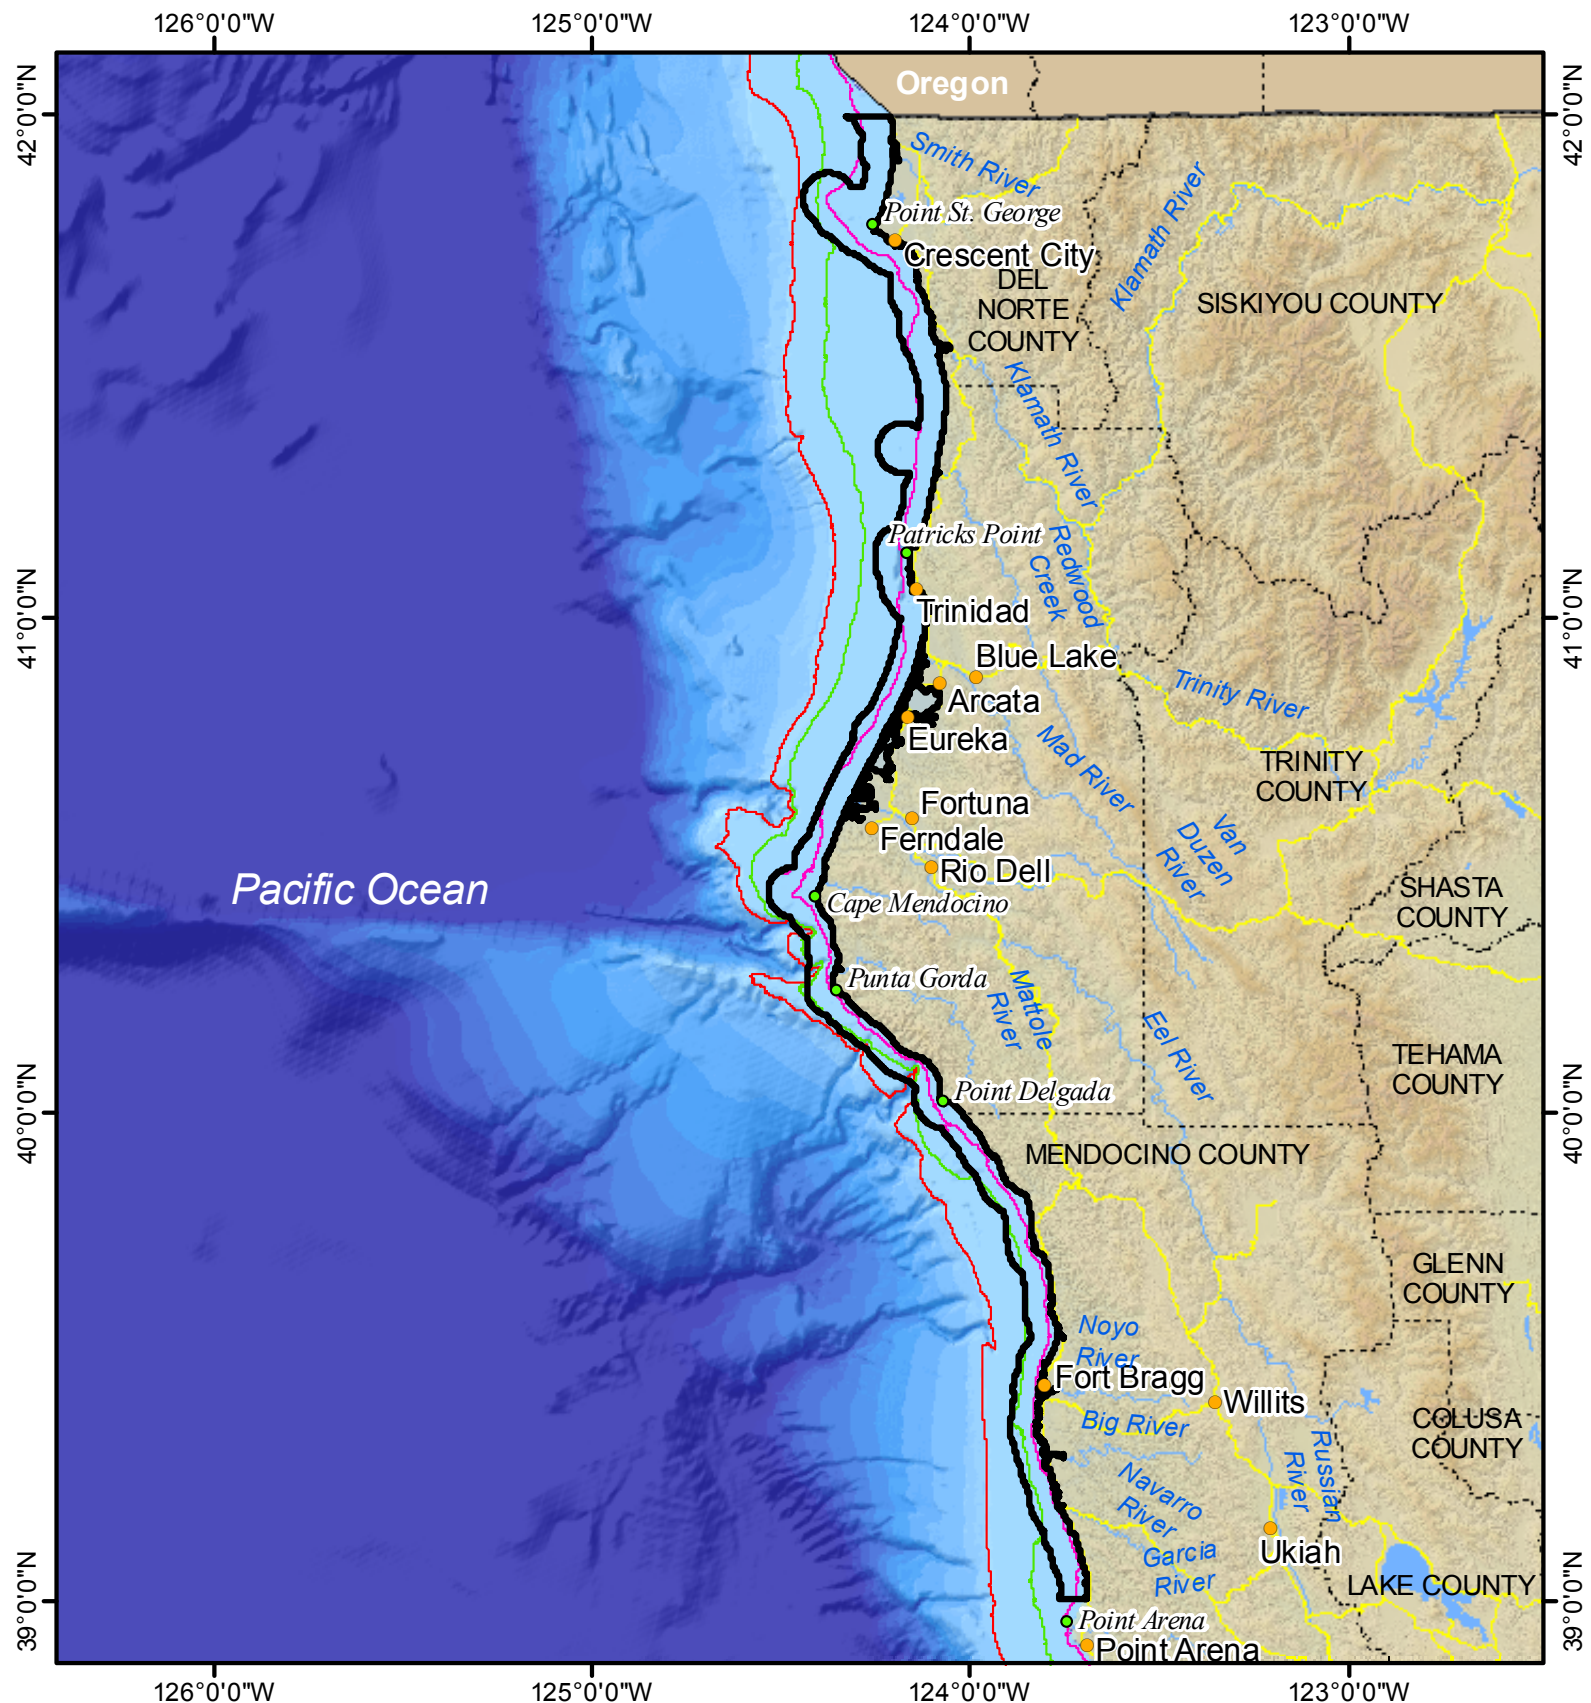 126°0'0"W
125°0'0"W
124°0'0"W
123°0'0"W
42°0'0"N
42°0'0"N
Oregon
Smith River
Klamath River
Point St. George
Crescent City
DEL
NORTE
COUNTY
SISKIYOU COUNTY
Klamath River
Patricks Point
Redwood
Creek
41°0'0"N
41°0'0"N
Trinidad
Blue Lake
Arcata
Trinity River
Eureka
Mad River
TRINITY
COUNTY
Fortuna
Ferndale
Van
Duzen
River
Rio Dell
Pacific Ocean
SHASTA
COUNTY
Cape Mendocino
Punta Gorda
Mattole
River
Eel River
TEHAMA
COUNTY
Point Delgada
40°0'0"N
40°0'0"N
MENDOCINO COUNTY
GLENN
COUNTY
Noyo
River
Fort Bragg
Willits
Big River
COLUSA
COUNTY
Russian
River
Navarro
River
Ukiah
Garcia
River
LAKE COUNTY
39°0'0"N
39°0'0"N
Point Arena
Point Arena
126°0'0"W
125°0'0"W
124°0'0"W
123°0'0"W